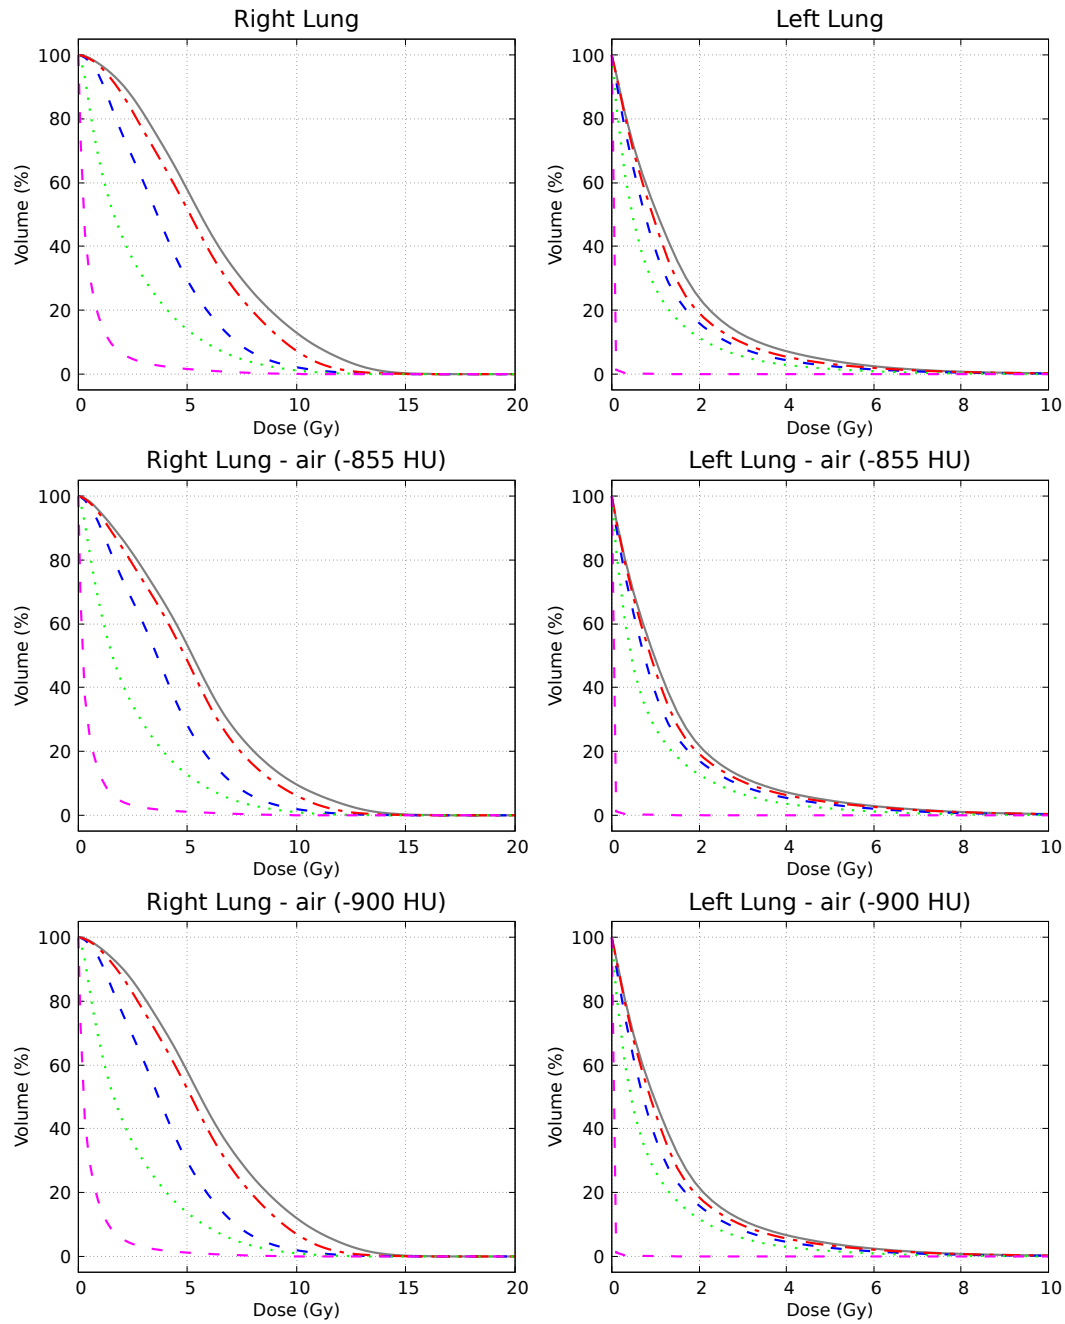 Right Lung
Volume (%)
100
80
60
40
20
0
0 5 10 15 20
Dose (Gy)
Left Lung
Volume (%)
100
80
60
40
20
0
0 2 4 6 8 10
Dose (Gy)
Right Lung - air (-855 HU)
Volume (%)
100
80
60
40
20
0
0 5 10 15 20
Dose (Gy)
Left Lung - air (-855 HU)
Volume (%)
100
80
60
40
20
0
0 2 4 6 8 10
Dose (Gy)
Right Lung - air (-900 HU)
Volume (%)
100
80
60
40
20
0
0 5 10 15 20
Dose (Gy)
Left Lung - air (-900 HU)
Volume (%)
100
80
60
40
20
0
0 2 4 6 8 10
Dose (Gy)